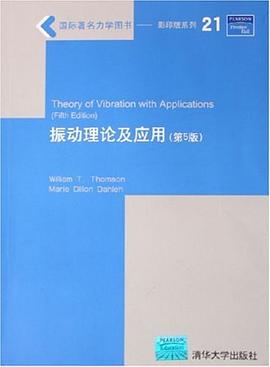 国际著名力学图书——影印版系列 21
PEARSON
Prentice
Hall
Theory of Vibration with Applications
(Fifth Edition)
振动理论及应用(第5版)
William T. Thomson
Marie Dillon Dahleh
PEARSON
Education
清华大学出版社